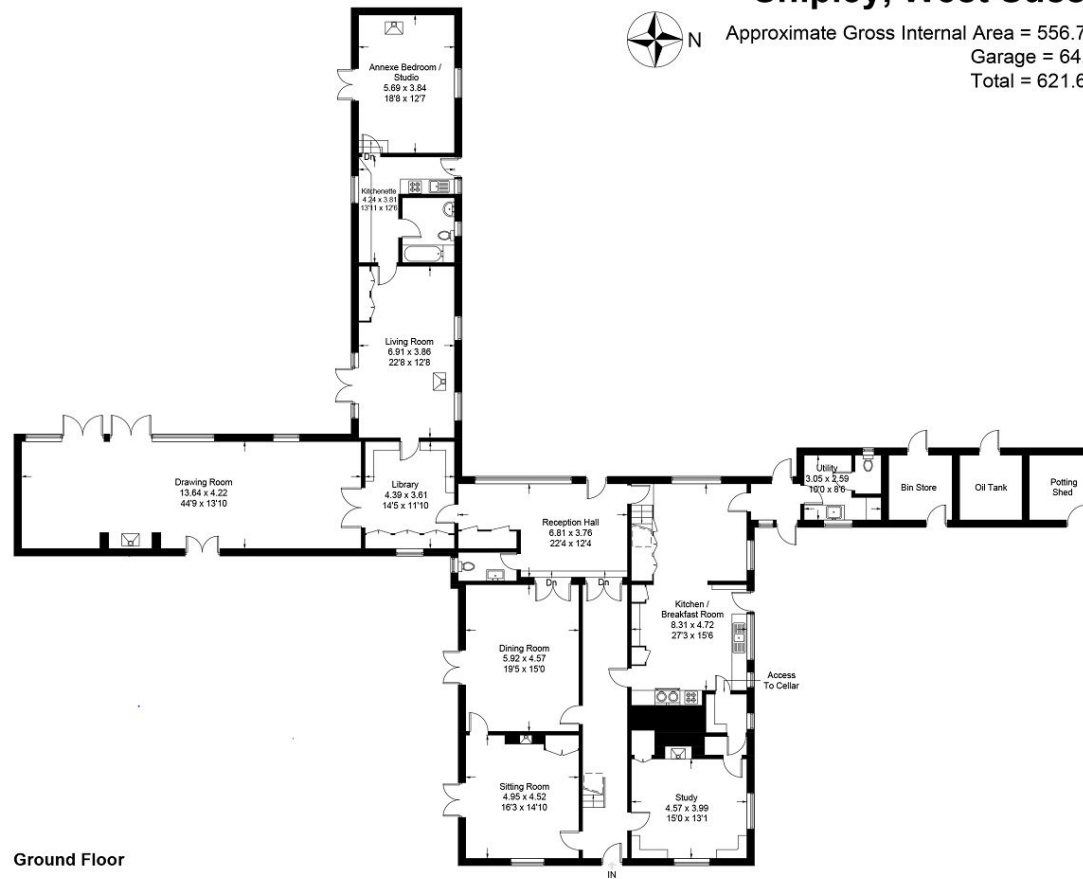 Shipley, West Suss
N
Approximate Gross Internal Area = 556.7
Garage = 64.
Total = 621.6
Annexe Bedroom /
Studio
5.69 x 3.84
18'8 x 12'7
Dn
Kitchenette
4.24 x 3.81
13'11 x 12'6
Living Room
6.91 x 3.86
22'8 x 12'8
Drawing Room
13.64 x 4.22
44'9 x 13'10
Library
4.39 x 3.61
14'5 x 11'10
Reception Hall
6.81 x 3.76
22'4 x 12'4
Utility
3.05 x 2.59
10'0 x 8'6
Bin Store
Oil Tank
Potting
Shed
Dn
Dn
Kitchen /
Breakfast Room
8.31 x 4.72
27'3 x 15'6
Dining Room
5.92 x 4.57
19'5 x 15'0
Access
To Cellar
Sitting Room
4.95 x 4.52
16'3 x 14'10
Study
4.57 x 3.99
15'0 x 13'1
Ground Floor
IN